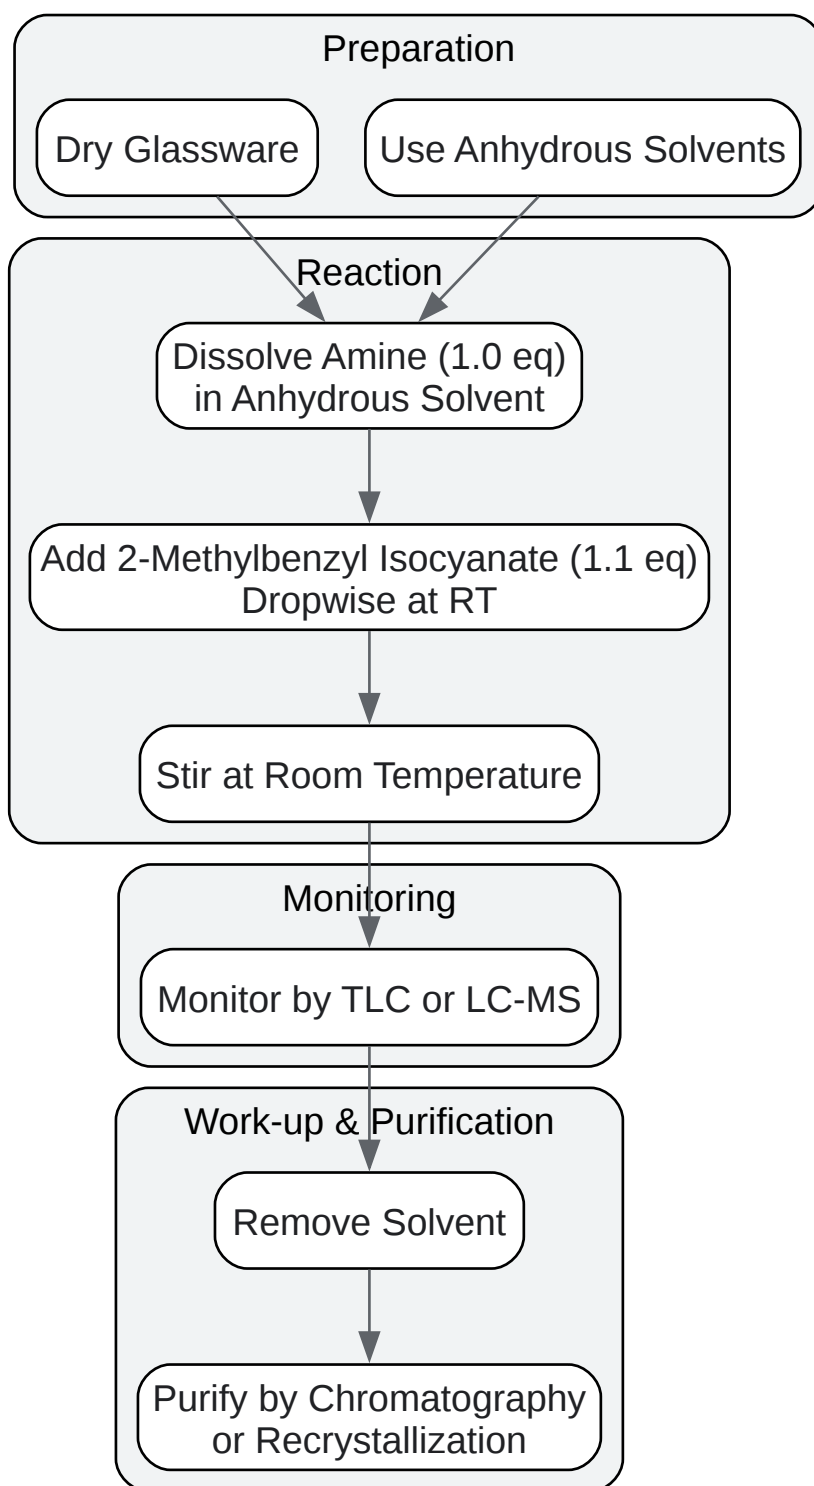 Preparation
Dry Glassware
Use Anhydrous Solvents
Reaction
Dissolve Amine (1.0 eq)
in Anhydrous Solvent
Add 2-Methylbenzyl Isocyanate (1.1 eq)
Dropwise at RT
Stir at Room Temperature
Monitoring
Monitor by TLC or LC-MS
Work-up & Purification
Remove Solvent
Purify by Chromatography
or Recrystallization